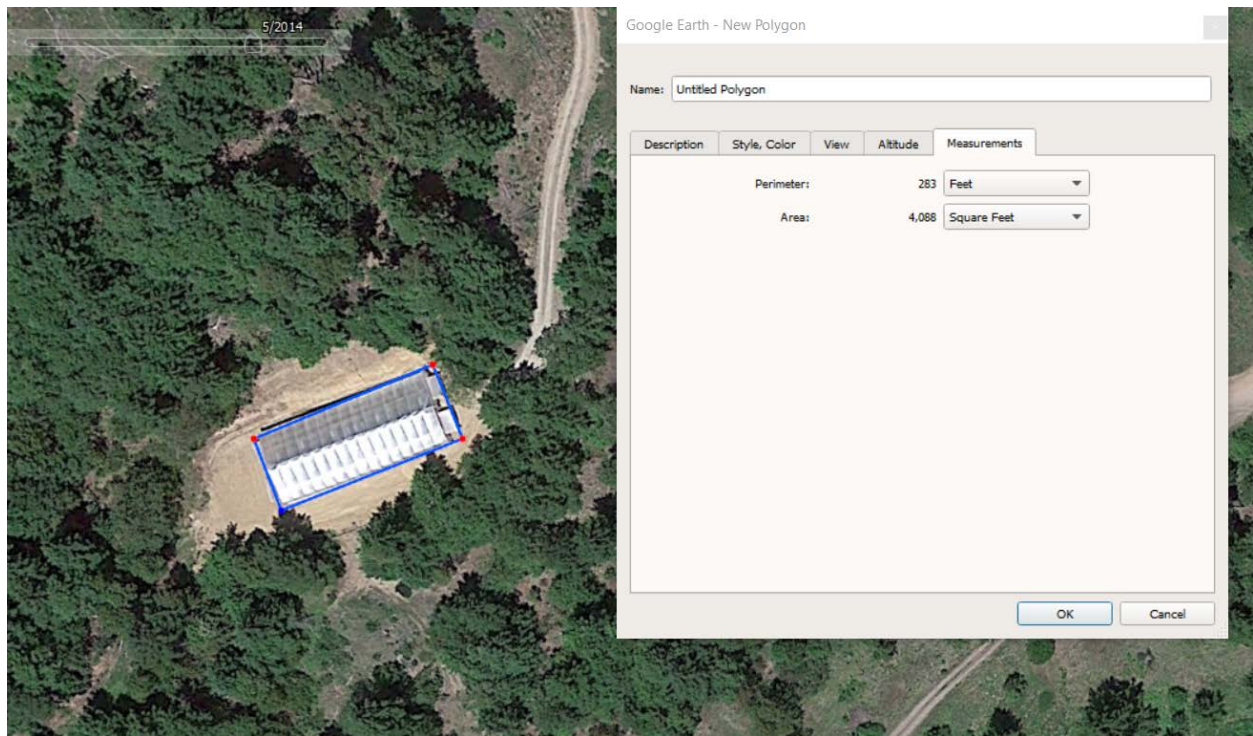 5/2014
Google Earth - New Polygon
Name: Untitled Polygon
Description Style, Color View Altitude Measurements
Perimeter: 283 Feet
Area: 4,088 Square Feet
OK Cancel